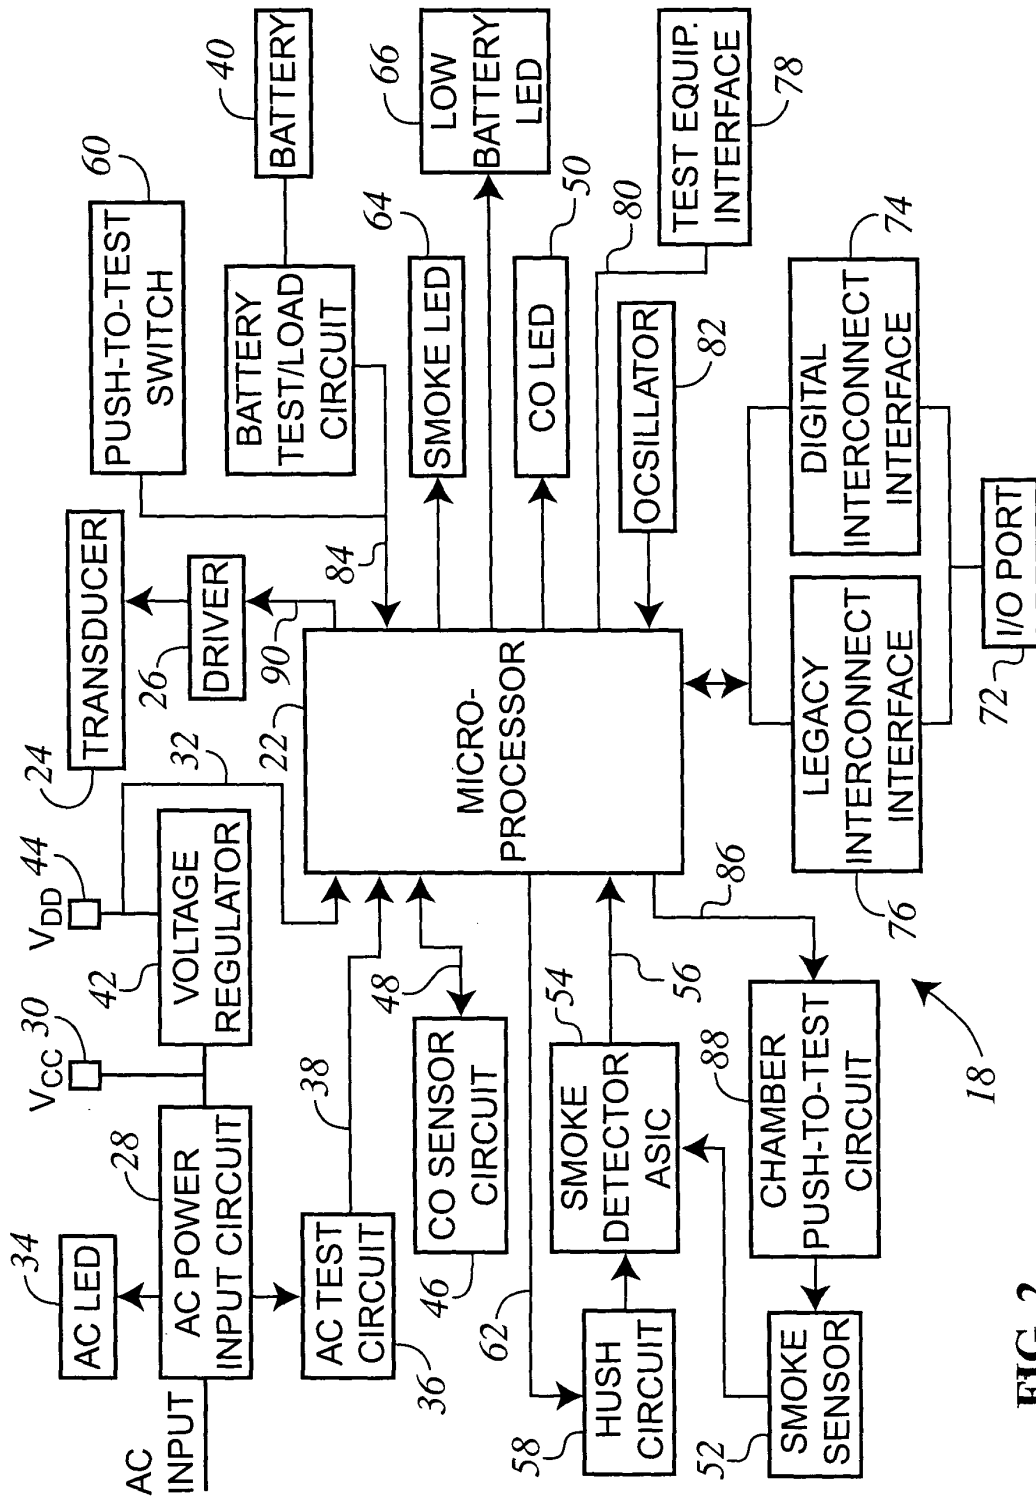 AC
INPUT
34
AC LED
28
AC POWER
INPUT CIRCUIT
VCC
30
VDD
44
42
VOLTAGE
REGULATOR
32
24
TRANSDUCER
26
DRIVER
90
60
PUSH-TO-TEST
SWITCH
40
BATTERY
BATTERY
TEST/LOAD
CIRCUIT
84
36
AC TEST
CIRCUIT
38
46
CO SENSOR
CIRCUIT
48
22
MICRO-
PROCESSOR
64
SMOKE LED
66
LOW
BATTERY
LED
50
CO LED
80
TEST EQUIP.
INTERFACE
78
OCSILLATOR
82
62
58
HUSH
CIRCUIT
54
SMOKE
DETECTOR
ASIC
56
86
52
SMOKE
SENSOR
88
CHAMBER
PUSH-TO-TEST
CIRCUIT
76
LEGACY
INTERCONNECT
INTERFACE
74
DIGITAL
INTERCONNECT
INTERFACE
72
I/O PORT
18
FIG. 2